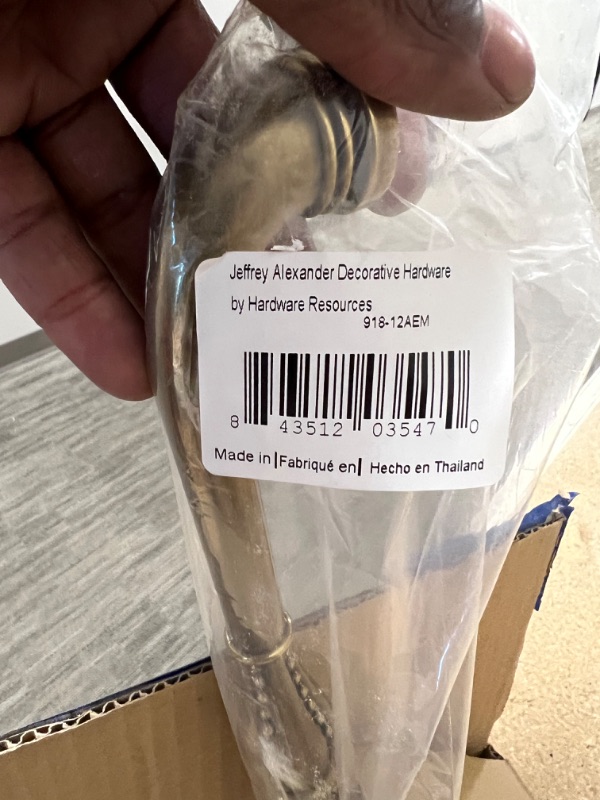 Jeffrey Alexander Decorative Hardware
by Hardware Resources
918-12AEM
8 43512 03547 0
Made in | Fabriqué en | Hecho en Thailand